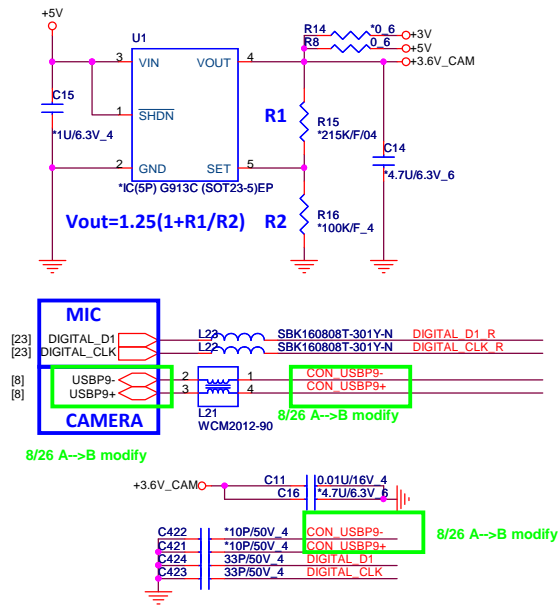 +5V
U1
R14 *0_6 +3V
R8 0_6 +5V
+3.6V_CAM
3 VIN VOUT 4
C15
1 SHDN
R1
R15
*215K/F/04
C14
*1U/6.3V_4
2 GND SET 5
*4.7U/6.3V_6
*IC(5P) G913C (SOT23-5)EP
Vout=1.25(1+R1/R2)
R2
R16
*100K/F_4
MIC
[23] DIGITAL_D1 L23 SBK160808T-301Y-N DIGITAL_D1_R
[23] DIGITAL_CLK L22 SBK160808T-301Y-N DIGITAL_CLK_R
[8] USBP9- 2 1 CON_USBP9-
[8] USBP9+ 3 4 CON_USBP9+
CAMERA
L21
WCM2012-90
8/26 A-->B modify
8/26 A-->B modify
+3.6V_CAM C11 0.01U/16V_4
C16 *4.7U/6.3V_6
C422 *10P/50V_4 CON_USBP9-
8/26 A-->B modify
C421 *10P/50V_4 CON_USBP9+
C424 33P/50V_4 DIGITAL_D1
C423 33P/50V_4 DIGITAL_CLK